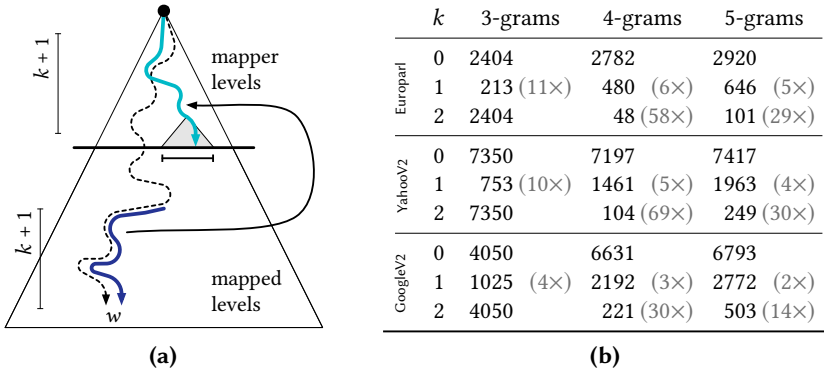 k + 1
mapper
levels
k + 1
mapped
levels
w
(a)
k 3-grams 4-grams 5-grams
Europarl
0 2404 2782 2920
1 213 (11×) 480 (6×) 646 (5×)
2 2404 48 (58×) 101 (29×)
YahooV2
0 7350 7197 7417
1 753 (10×) 1461 (5×) 1963 (4×)
2 7350 104 (69×) 249 (30×)
GoogleV2
0 4050 6631 6793
1 1025 (4×) 2192 (3×) 2772 (2×)
2 4050 221 (30×) 503 (14×)
(b)